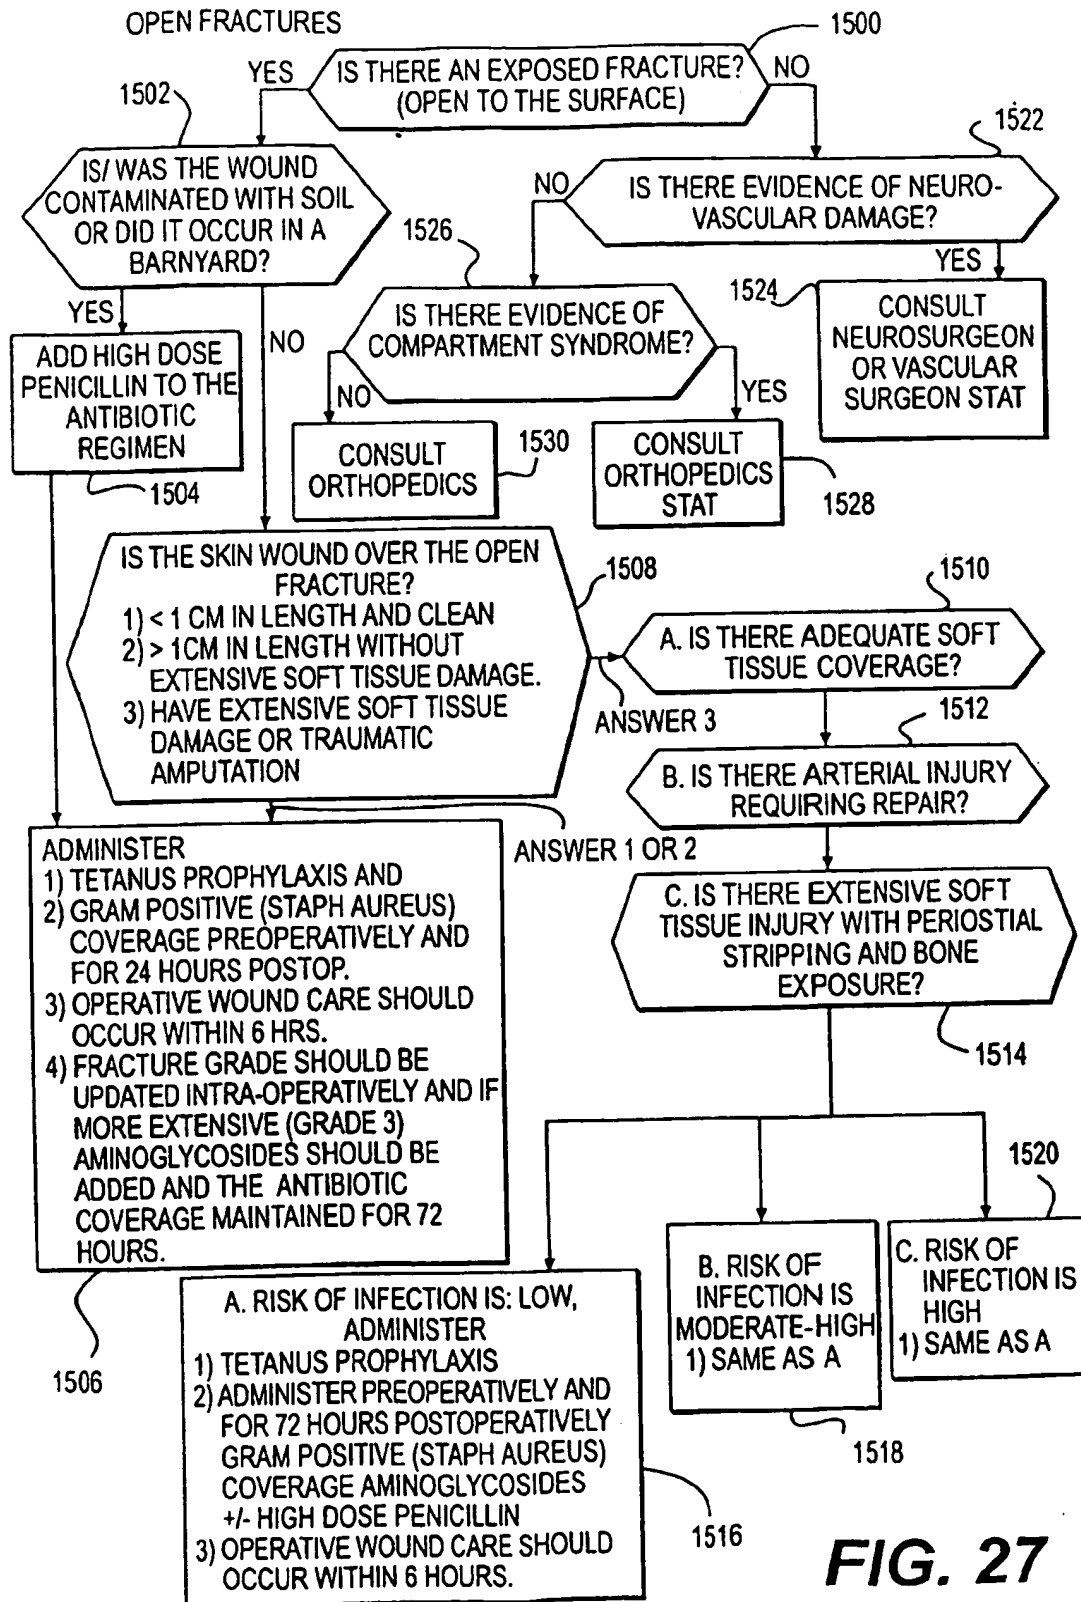 OPEN FRACTURES
1500
YES
IS THERE AN EXPOSED FRACTURE?
(OPEN TO THE SURFACE)
NO
1502
IS/ WAS THE WOUND
CONTAMINATED WITH SOIL
OR DID IT OCCUR IN A
BARNYARD?
1522
NO
IS THERE EVIDENCE OF NEURO-
VASCULAR DAMAGE?
1526
YES
YES
NO
IS THERE EVIDENCE OF
COMPARTMENT SYNDROME?
1524
CONSULT
NEUROSURGEON
OR VASCULAR
SURGEON STAT
ADD HIGH DOSE
PENICILLIN TO THE
ANTIBIOTIC
REGIMEN
1504
NO
YES
CONSULT
ORTHOPEDICS
1530
CONSULT
ORTHOPEDICS
STAT
1528
IS THE SKIN WOUND OVER THE OPEN
FRACTURE?
1) < 1 CM IN LENGTH AND CLEAN
2) > 1CM IN LENGTH WITHOUT
EXTENSIVE SOFT TISSUE DAMAGE.
3) HAVE EXTENSIVE SOFT TISSUE
DAMAGE OR TRAUMATIC
AMPUTATION
1508
1510
A. IS THERE ADEQUATE SOFT
TISSUE COVERAGE?
ANSWER 3
1512
B. IS THERE ARTERIAL INJURY
REQUIRING REPAIR?
ANSWER 1 OR 2
ADMINISTER
1) TETANUS PROPHYLAXIS AND
2) GRAM POSITIVE (STAPH AUREUS)
COVERAGE PREOPERATIVELY AND
FOR 24 HOURS POSTOP.
3) OPERATIVE WOUND CARE SHOULD
OCCUR WITHIN 6 HRS.
4) FRACTURE GRADE SHOULD BE
UPDATED INTRA-OPERATIVELY AND IF
MORE EXTENSIVE (GRADE 3)
AMINOGLYCOSIDES SHOULD BE
ADDED AND THE ANTIBIOTIC
COVERAGE MAINTAINED FOR 72
HOURS.
1506
C. IS THERE EXTENSIVE SOFT
TISSUE INJURY WITH PERIOSTIAL
STRIPPING AND BONE
EXPOSURE?
1514
1520
A. RISK OF INFECTION IS: LOW,
ADMINISTER
1) TETANUS PROPHYLAXIS
2) ADMINISTER PREOPERATIVELY AND
FOR 72 HOURS POSTOPERATIVELY
GRAM POSITIVE (STAPH AUREUS)
COVERAGE AMINOGLYCOSIDES
+/- HIGH DOSE PENICILLIN
3) OPERATIVE WOUND CARE SHOULD
OCCUR WITHIN 6 HOURS.
1516
B. RISK OF
INFECTION IS
MODERATE-HIGH
1) SAME AS A
1518
C. RISK OF
INFECTION IS
HIGH
1) SAME AS A
FIG. 27